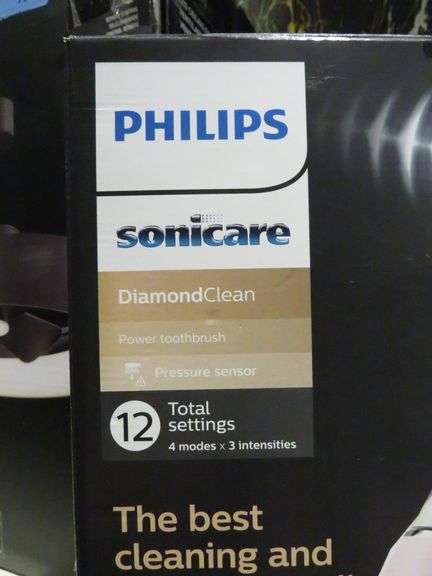 PHILIPS
sonicare
DiamondClean
Power toothbrush
Pressure sensor
12
Total
settings
4 modes x 3 intensities
The best
cleaning and